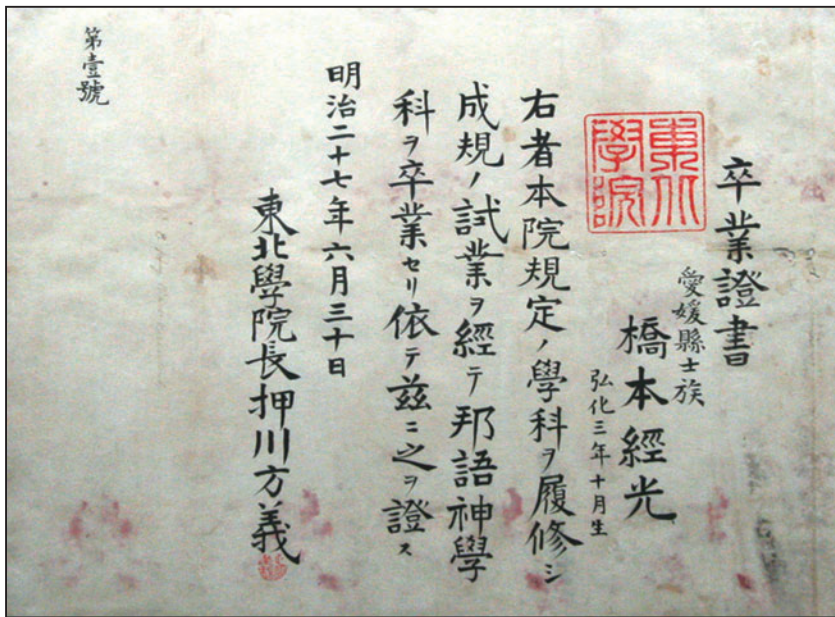 卒業證書
東北
學院
愛媛縣士族
橋本經光
弘化三年十月生
右者本院規定ノ學科ヲ履修シ
成規ノ試業ヲ經テ邦語神學
科ヲ卒業セリ依テ茲ニ之ヲ證ス
明治二十七年六月三十日
東北學院長押川方義
第壹號